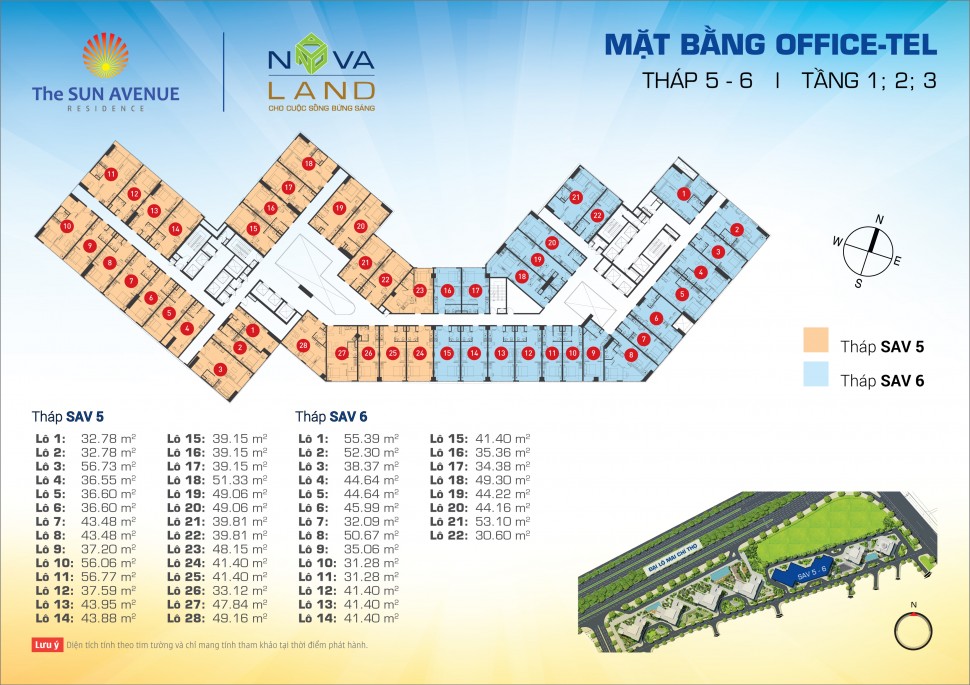 The SUN AVENUE
RESIDENCE
NOVA
LAND
CHO CUỘC SỐNG BỪNG SÁNG
MẶT BẰNG OFFICE-TEL
THÁP 5 - 6 | TẦNG 1; 2; 3
11
12
13
14
10
9
8
7
6
5
4
1
2
3
18
17
16
15
19
20
21
22
23
28
27
26
25
24
16
17
15
14
13
12
11
10
9
8
7
6
5
4
3
2
1
21
22
20
19
18
N
W
E
S
Tháp SAV 5
Tháp SAV 6
Tháp SAV 5
Lô 1: 32.78 m²
Lô 2: 32.78 m²
Lô 3: 56.73 m²
Lô 4: 36.55 m²
Lô 5: 36.60 m²
Lô 6: 36.60 m²
Lô 7: 43.48 m²
Lô 8: 43.48 m²
Lô 9: 37.20 m²
Lô 10: 56.06 m²
Lô 11: 56.77 m²
Lô 12: 37.59 m²
Lô 13: 43.95 m²
Lô 14: 43.88 m²
Lô 15: 39.15 m²
Lô 16: 39.15 m²
Lô 17: 39.15 m²
Lô 18: 51.33 m²
Lô 19: 49.06 m²
Lô 20: 49.06 m²
Lô 21: 39.81 m²
Lô 22: 39.81 m²
Lô 23: 48.15 m²
Lô 24: 41.40 m²
Lô 25: 41.40 m²
Lô 26: 33.12 m²
Lô 27: 47.84 m²
Lô 28: 49.16 m²
Tháp SAV 6
Lô 1: 55.39 m²
Lô 2: 52.30 m²
Lô 3: 38.37 m²
Lô 4: 44.64 m²
Lô 5: 44.64 m²
Lô 6: 45.99 m²
Lô 7: 32.09 m²
Lô 8: 50.67 m²
Lô 9: 35.06 m²
Lô 10: 31.28 m²
Lô 11: 31.28 m²
Lô 12: 41.40 m²
Lô 13: 41.40 m²
Lô 14: 41.40 m²
Lô 15: 41.40 m²
Lô 16: 35.36 m²
Lô 17: 34.38 m²
Lô 18: 49.30 m²
Lô 19: 44.22 m²
Lô 20: 44.16 m²
Lô 21: 53.10 m²
Lô 22: 30.60 m²
ĐẠI LỘ MAI CHÍ THỌ
SAV 5 - 6
N
Lưu ý Diện tích tính theo tim tường và chỉ mang tính tham khảo tại thời điểm phát hành.